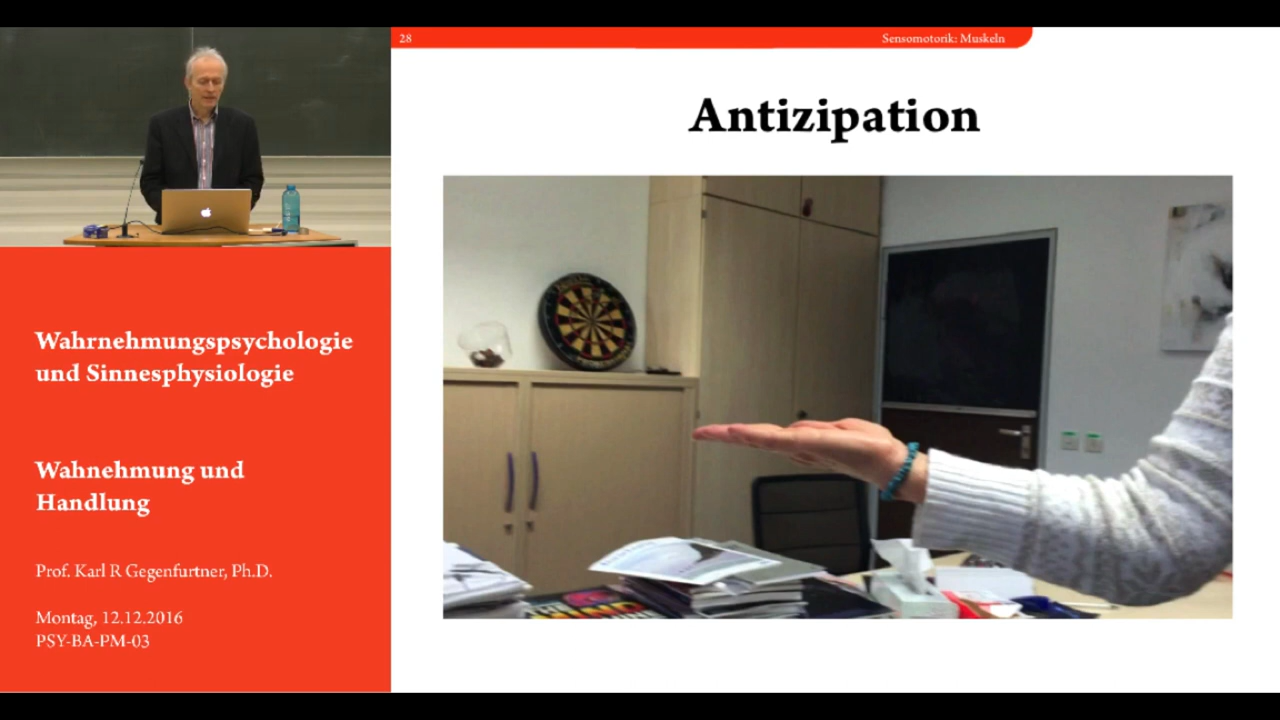 28
Sensomotorik: Muskeln
Antizipation
Wahrnehmungspsychologie
und Sinnesphysiologie
Wahnehmung und
Handlung
Prof. Karl R Gegenfurtner, Ph.D.
Montag, 12.12.2016
PSY-BA-PM-03